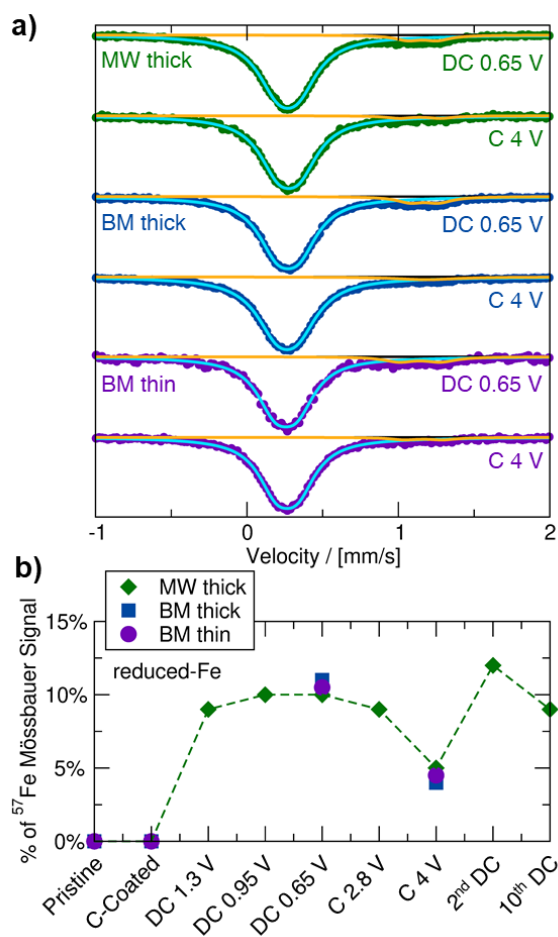 a)
MW thick
DC 0.65 V
C 4 V
BM thick
DC 0.65 V
C 4 V
BM thin
DC 0.65 V
C 4 V
-1 0 1 2
Velocity / [mm/s]
b)
MW thick
BM thick
BM thin
reduced-Fe
15%
10%
5%
0%
% of ⁵⁷Fe Mössbauer Signal
Pristine
C-Coated
DC 1.3 V
DC 0.95 V
DC 0.65 V
C 2.8 V
C 4 V
2ⁿᵈ DC
10ᵗʰ DC